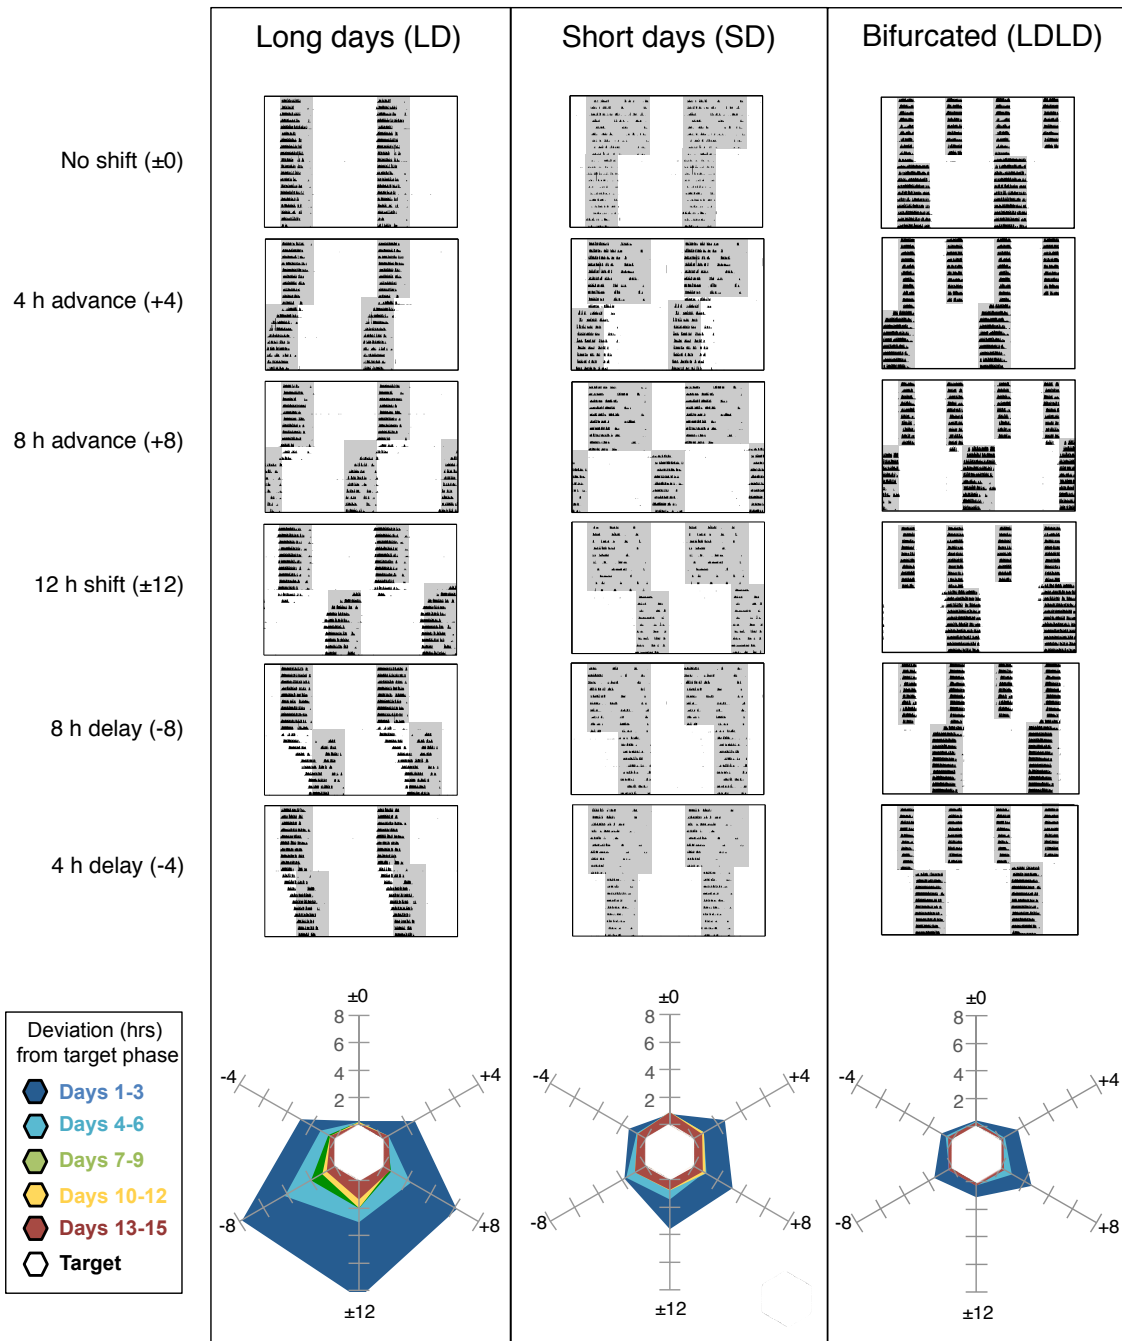 Long days (LD)
Short days (SD)
Bifurcated (LDLD)
No shift (±0)
4 h advance (+4)
8 h advance (+8)
12 h shift (±12)
8 h delay (-8)
4 h delay (-4)
Deviation (hrs)
from target phase
Days 1-3
Days 4-6
Days 7-9
Days 10-12
Days 13-15
Target
±0
8
6
4
2
-4
+4
-8
+8
±12
±0
8
6
4
2
-4
+4
-8
+8
±12
±0
8
6
4
2
-4
+4
-8
+8
±12